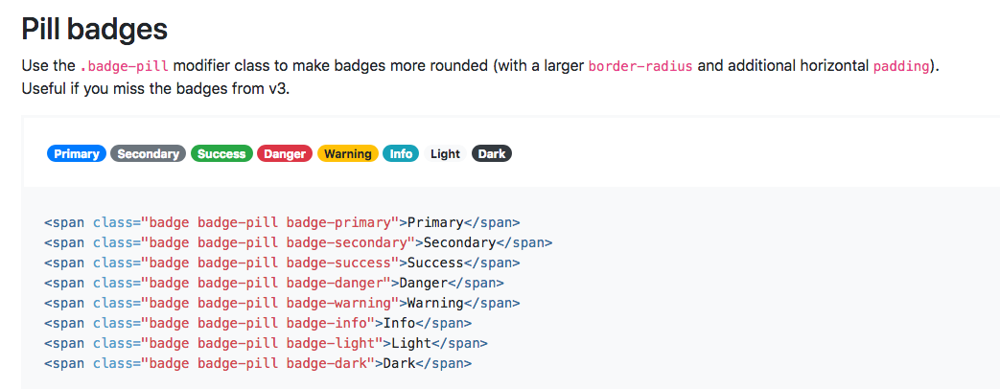 Pill badges
Use the .badge-pill modifier class to make badges more rounded (with a larger border-radius and additional horizontal padding).
Useful if you miss the badges from v3.
Primary Secondary Success Danger Warning Info Light Dark
<span class="badge badge-pill badge-primary">Primary</span>
<span class="badge badge-pill badge-secondary">Secondary</span>
<span class="badge badge-pill badge-success">Success</span>
<span class="badge badge-pill badge-danger">Danger</span>
<span class="badge badge-pill badge-warning">Warning</span>
<span class="badge badge-pill badge-info">Info</span>
<span class="badge badge-pill badge-light">Light</span>
<span class="badge badge-pill badge-dark">Dark</span>